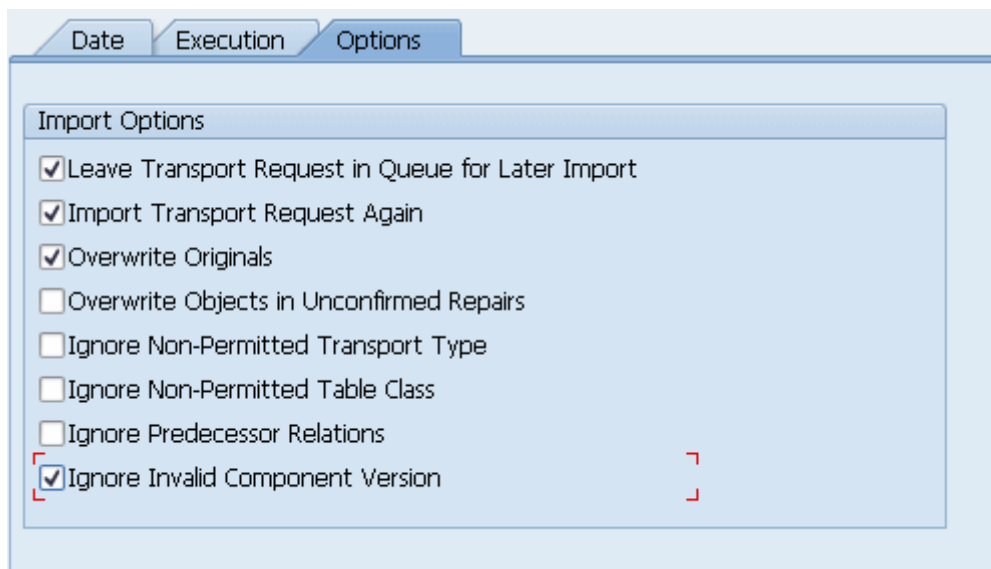 Date Execution Options
Import Options
Leave Transport Request in Queue for Later Import
Import Transport Request Again
Overwrite Originals
Overwrite Objects in Unconfirmed Repairs
Ignore Non-Permitted Transport Type
Ignore Non-Permitted Table Class
Ignore Predecessor Relations
Ignore Invalid Component Version